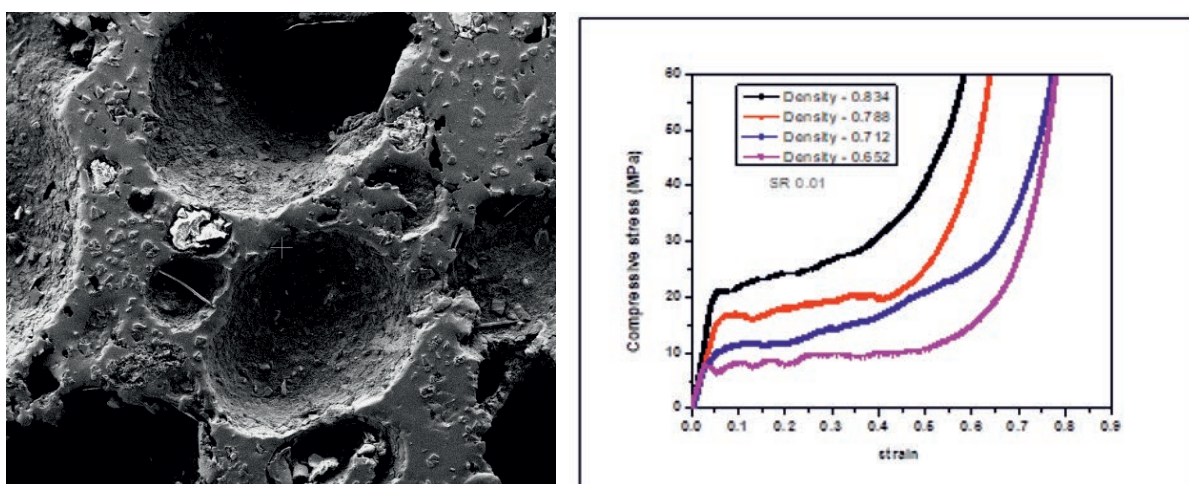 60
50
40
30
20
10
0
Density - 0.834
Density - 0.788
Density - 0.712
Density - 0.652
SR 0.01
Compressive stress (MPa)
0.0 0.1 0.2 0.3 0.4 0.5 0.6 0.7 0.8 0.9
strain